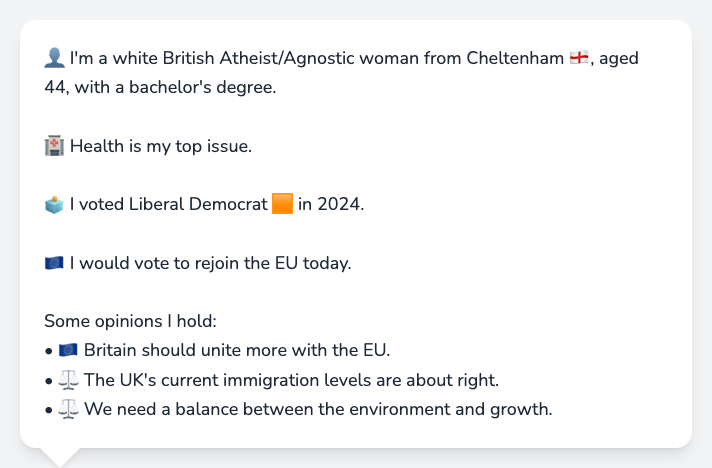 👤 I'm a white British Atheist/Agnostic woman from Cheltenham 🏴󠁧󠁢󠁥󠁮󠁧󠁿, aged
44, with a bachelor's degree.
🏥 Health is my top issue.
🗳️ I voted Liberal Democrat 🟧 in 2024.
🇪🇺 I would vote to rejoin the EU today.
Some opinions I hold:
• 🇪🇺 Britain should unite more with the EU.
• ⚖️ The UK's current immigration levels are about right.
• ⚖️ We need a balance between the environment and growth.